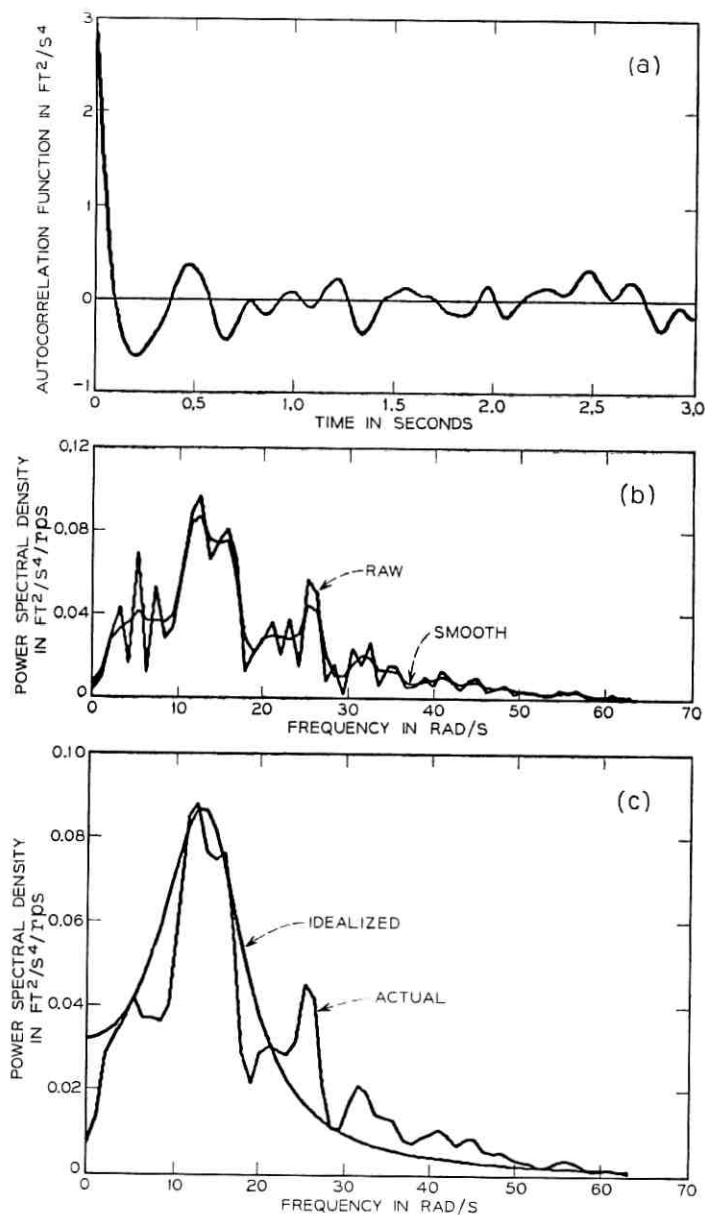 (a)
AUTOCORRELATION FUNCTION IN FT²/S⁴
3
2
1
0
-1
0 0.5 1.0 1.5 2.0 2.5 3.0
TIME IN SECONDS
(b)
POWER SPECTRAL DENSITY
IN FT²/S⁴/rps
0.12
0.08
0.04
0
RAW
SMOOTH
0 10 20 30 40 50 60 70
FREQUENCY IN RAD/S
(c)
POWER SPECTRAL DENSITY
IN FT²/S⁴/rps
0.10
0.08
0.06
0.04
0.02
0
IDEALIZED
ACTUAL
0 10 20 30 40 50 60 70
FREQUENCY IN RAD/S